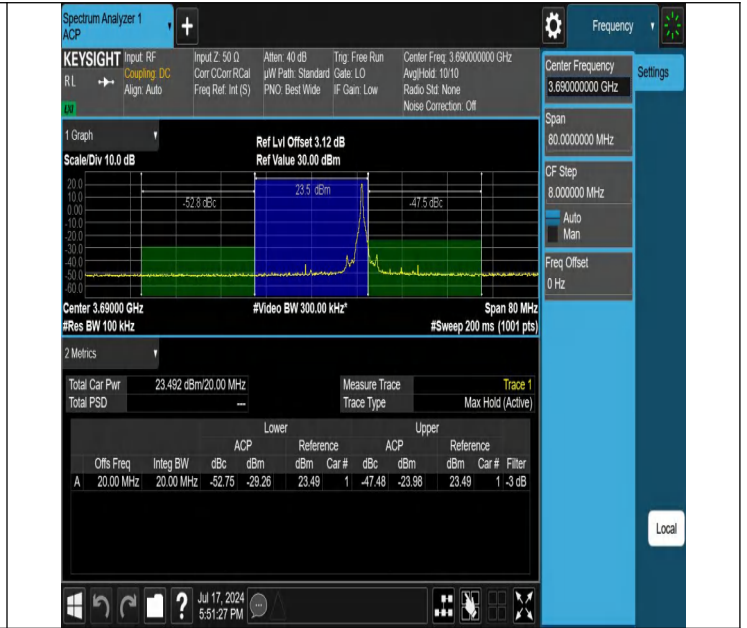 Spectrum Analyzer 1
ACP
Frequency
KEYSIGHT
RL
LXI
Input: RF
Coupling: DC
Align: Auto
Input Z: 50 Ω
Corr CCorr RCal
Freq Ref: Int (S)
Atten: 40 dB
µW Path: Standard
PNO: Best Wide
Trig: Free Run
Gate: LO
IF Gain: Low
Center Freq: 3.690000000 GHz
Avg|Hold: 10/10
Radio Std: None
Noise Correction: Off
Center Frequency
3.690000000 GHz
Settings
Span
80.0000000 MHz
CF Step
8.000000 MHz
Auto
Man
Freq Offset
0 Hz
1 Graph
Scale/Div 10.0 dB
Ref Lvl Offset 3.12 dB
Ref Value 30.00 dBm
20.0
10.0
0.00
-10.0
-20.0
-30.0
-40.0
-50.0
-60.0
-52.8 dBc
23.5 dBm
-47.5 dBc
Center 3.69000 GHz
#Video BW 300.00 kHz*
Span 80 MHz
#Res BW 100 kHz
#Sweep 200 ms (1001 pts)
2 Metrics
Total Car Pwr 23.492 dBm/20.00 MHz
Total PSD ---
Measure Trace Trace 1
Trace Type Max Hold (Active)
Lower Upper
ACP Reference ACP Reference
Offs Freq Integ BW dBc dBm dBm Car # dBc dBm dBm Car # Filter
A 20.00 MHz 20.00 MHz -52.75 -29.26 23.49 1 -47.48 -23.98 23.49 1 -3 dB
Local
?
Jul 17, 2024
5:51:27 PM